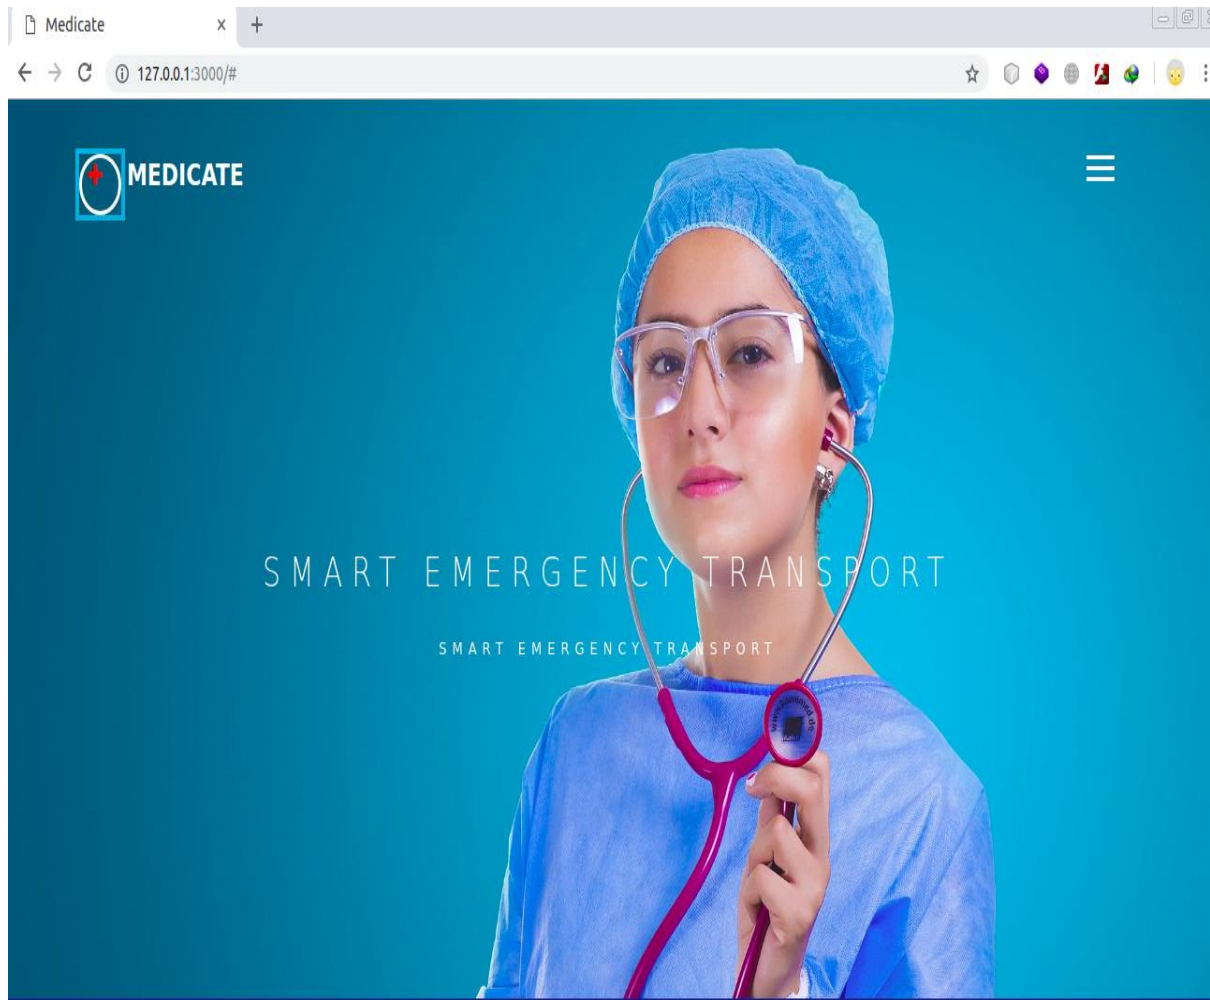 Medicate
127.0.0.1:3000/#
MEDICATE
SMART EMERGENCY TRANSPORT
SMART EMERGENCY TRANSPORT